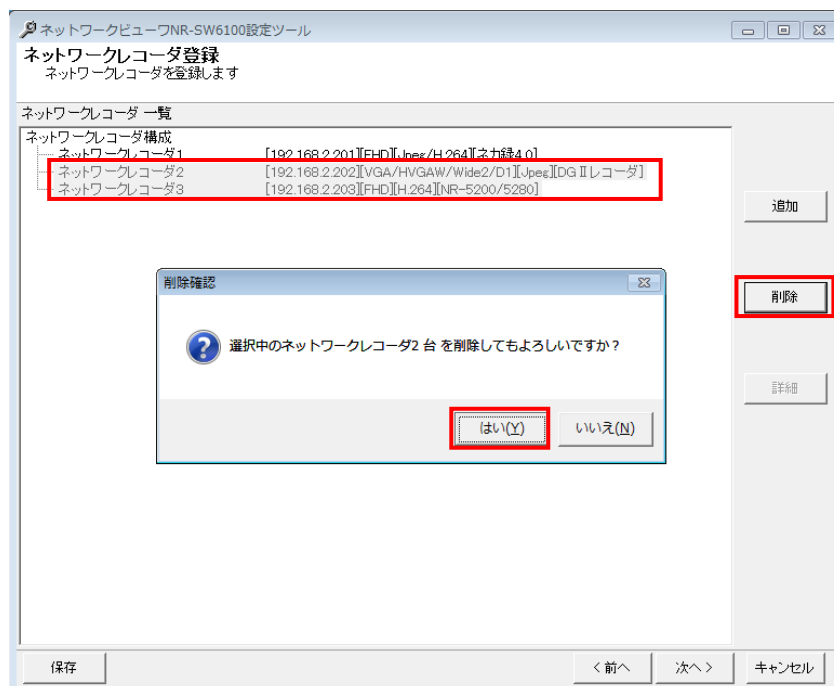 ネットワークビューワNR-SW6100設定ツール
ネットワークレコーダ登録
ネットワークレコーダを登録します
ネットワークレコーダ 一覧
ネットワークレコーダ構成
ネットワークレコーダ1 [192.168.2.201][FHD][Jpeg/H.264][ネカ録4.0]
ネットワークレコーダ2 [192.168.2.202][VGA/HVGAW/Wide2/D1][Jpeg][DGⅡレコーダ]
ネットワークレコーダ3 [192.168.2.203][FHD][H.264][NR-5200/5280]
追加
削除確認
削除
選択中のネットワークレコーダ2 台 を削除してもよろしいですか?
詳細
はい(Y) いいえ(N)
保存 <前へ 次へ> キャンセル